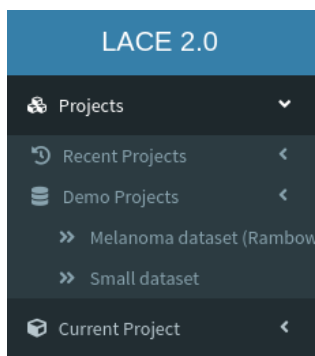 LACE 2.0
Projects
Recent Projects
Demo Projects
Melanoma dataset (Rambow
Small dataset
Current Project